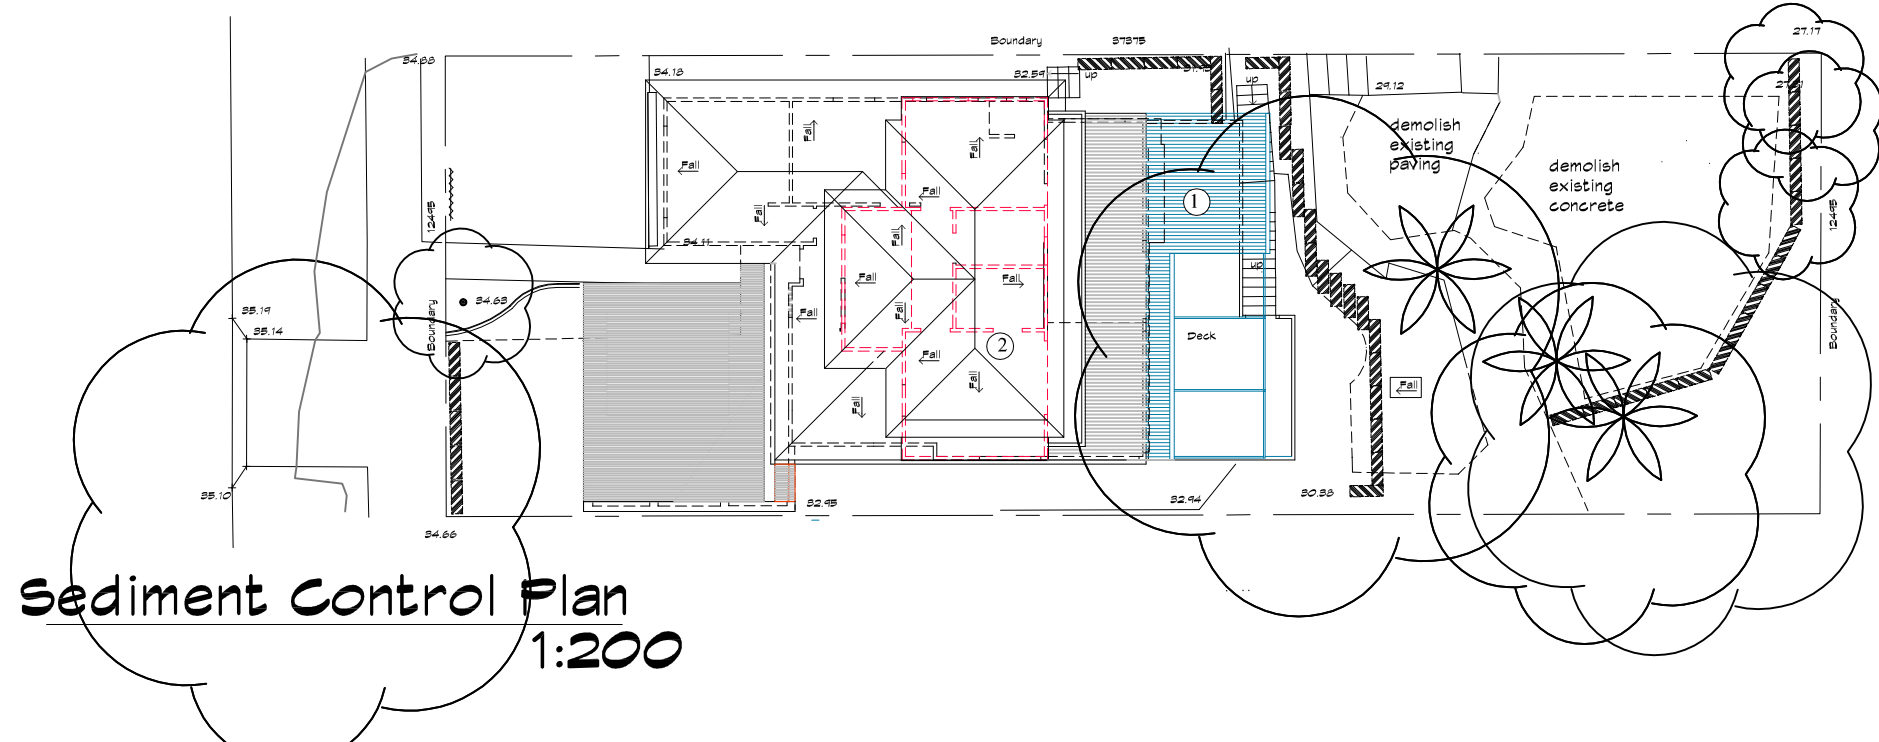 Boundary 37375
27.17
34.88
34.18
32.59
up
up
29.12
demolish
existing
paving
demolish
existing
concrete
Fall
Fall
Fall
Fall
Fall
Fall
Fall
Fall
Fall
Fall
Fall
Fall
Fall
Fall
12495
12495
34.11
1
up
34.63
35.19
35.14
Boundary
Boundary
Deck
2
Fall
35.10
32.95
32.94
30.38
34.66
Sediment Control Plan
1:200